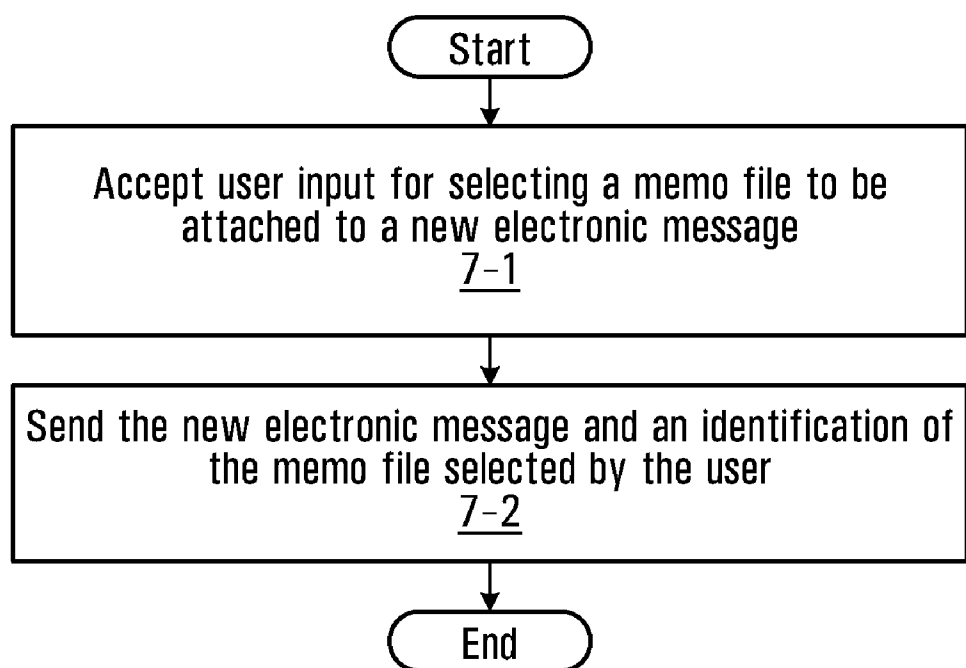 Start
Accept user input for selecting a memo file to be
attached to a new electronic message
7-1
Send the new electronic message and an identification of
the memo file selected by the user
7-2
End